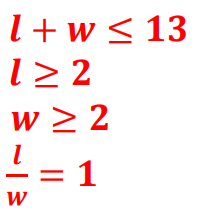 l + w ≤ 13
l ≥ 2
w ≥ 2
l/w = 1